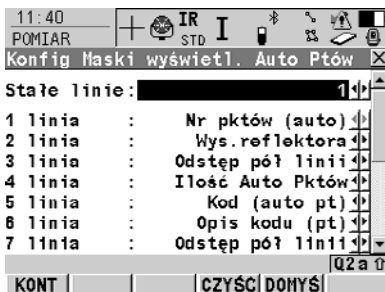 11:40
POMIAR
IR
STD
I
Konfig Maski wyświetl. Auto Ptów
Stałe linie: 1
1 linia : Nr pktów (auto)
2 linia : Wys.reflektora
3 linia : Odstęp pół linii
4 linia : Ilość Auto Pktów
5 linia : Kod (auto pt)
6 linia : Opis kodu (pt)
7 linia : Odstęp pół linii
Q2a
KONT CZYŚĆ DOMYŚ